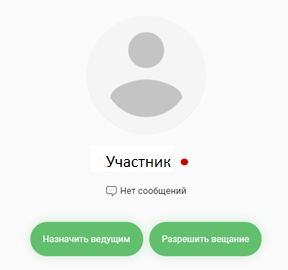 Участник
Нет сообщений
Назначить ведущим Разрешить вещание